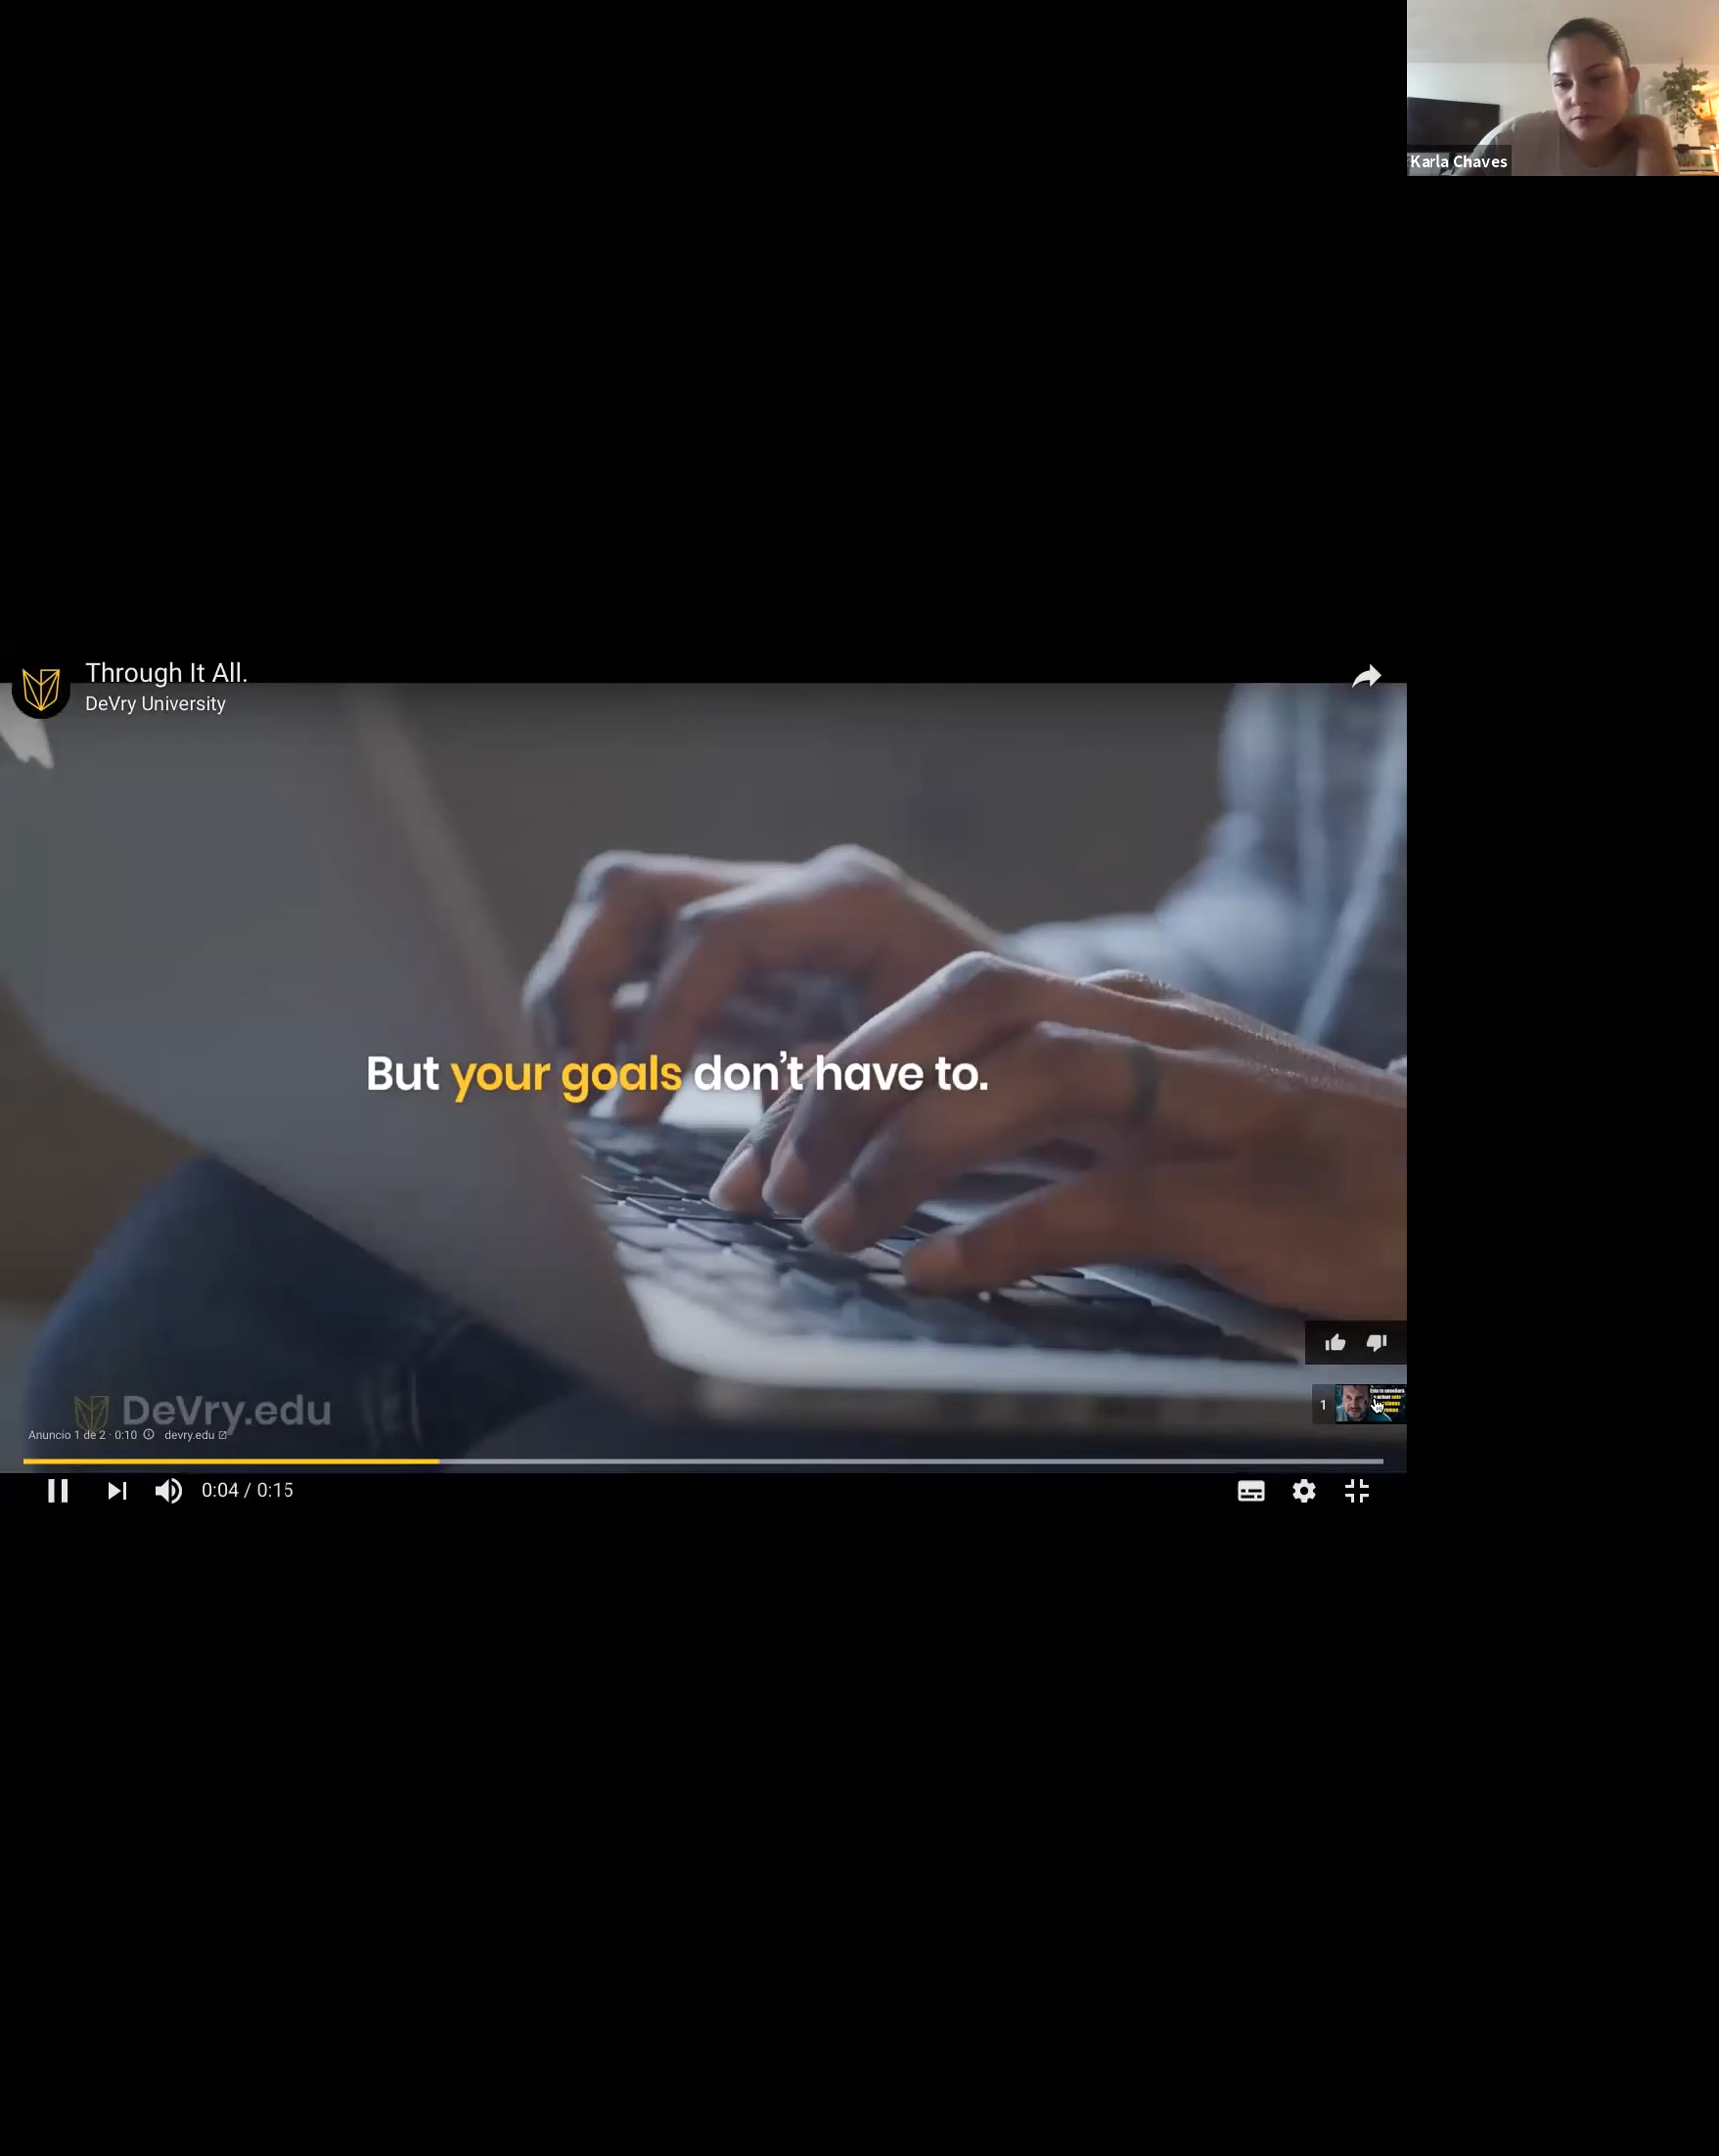 Karla Chaves
Through It All.
DeVry University
But your goals don't have to.
1
DeVry.edu
Anuncio 1 de 2 · 0:10 devry.edu
0:04 / 0:15